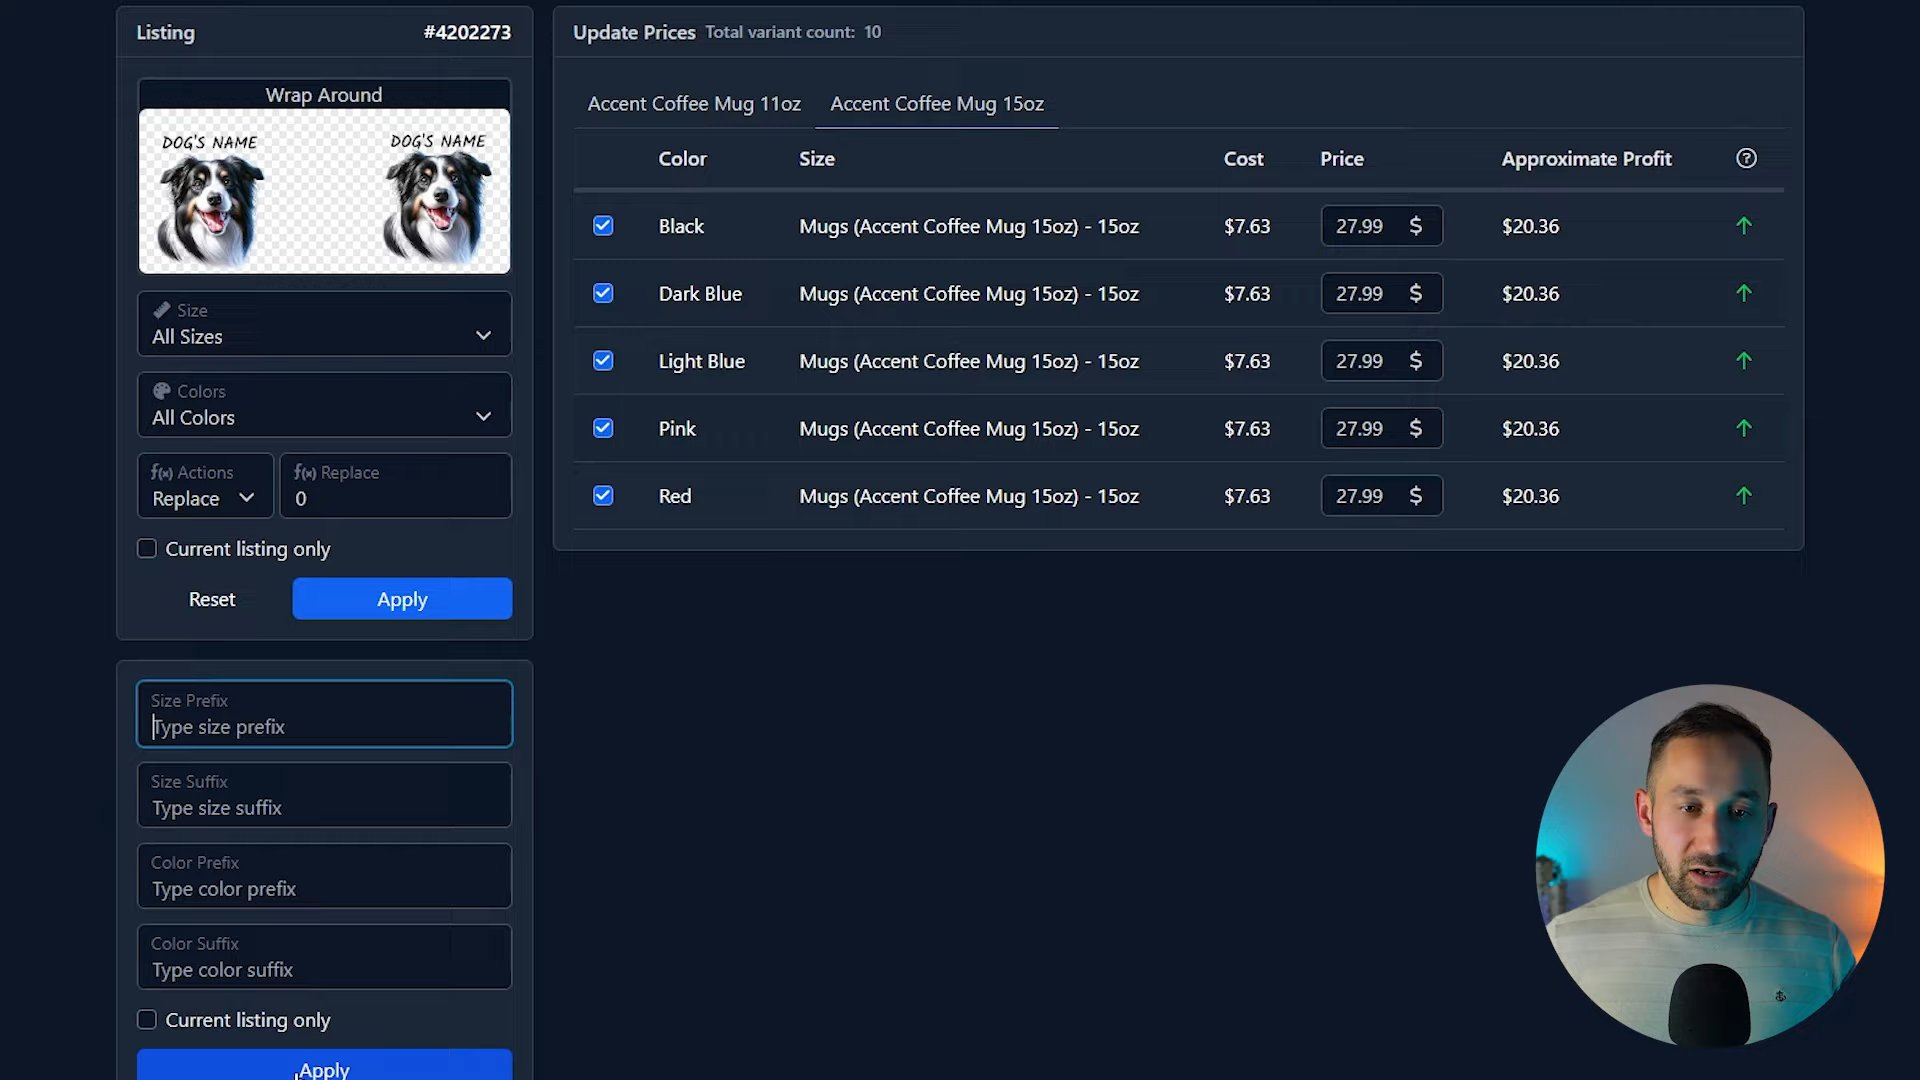 Listing #4202273
Wrap Around
DOG'S NAME DOG'S NAME
Size
All Sizes
Colors
All Colors
f(x) Actions f(x) Replace
Replace 0
Current listing only
Reset Apply
Size Prefix
Type size prefix
Size Suffix
Type size suffix
Color Prefix
Type color prefix
Color Suffix
Type color suffix
Current listing only
Apply
Update Prices Total variant count: 10
Accent Coffee Mug 11oz Accent Coffee Mug 15oz
Color Size Cost Price Approximate Profit ?
Black Mugs (Accent Coffee Mug 15oz) - 15oz $7.63 27.99 $ $20.36
Dark Blue Mugs (Accent Coffee Mug 15oz) - 15oz $7.63 27.99 $ $20.36
Light Blue Mugs (Accent Coffee Mug 15oz) - 15oz $7.63 27.99 $ $20.36
Pink Mugs (Accent Coffee Mug 15oz) - 15oz $7.63 27.99 $ $20.36
Red Mugs (Accent Coffee Mug 15oz) - 15oz $7.63 27.99 $ $20.36